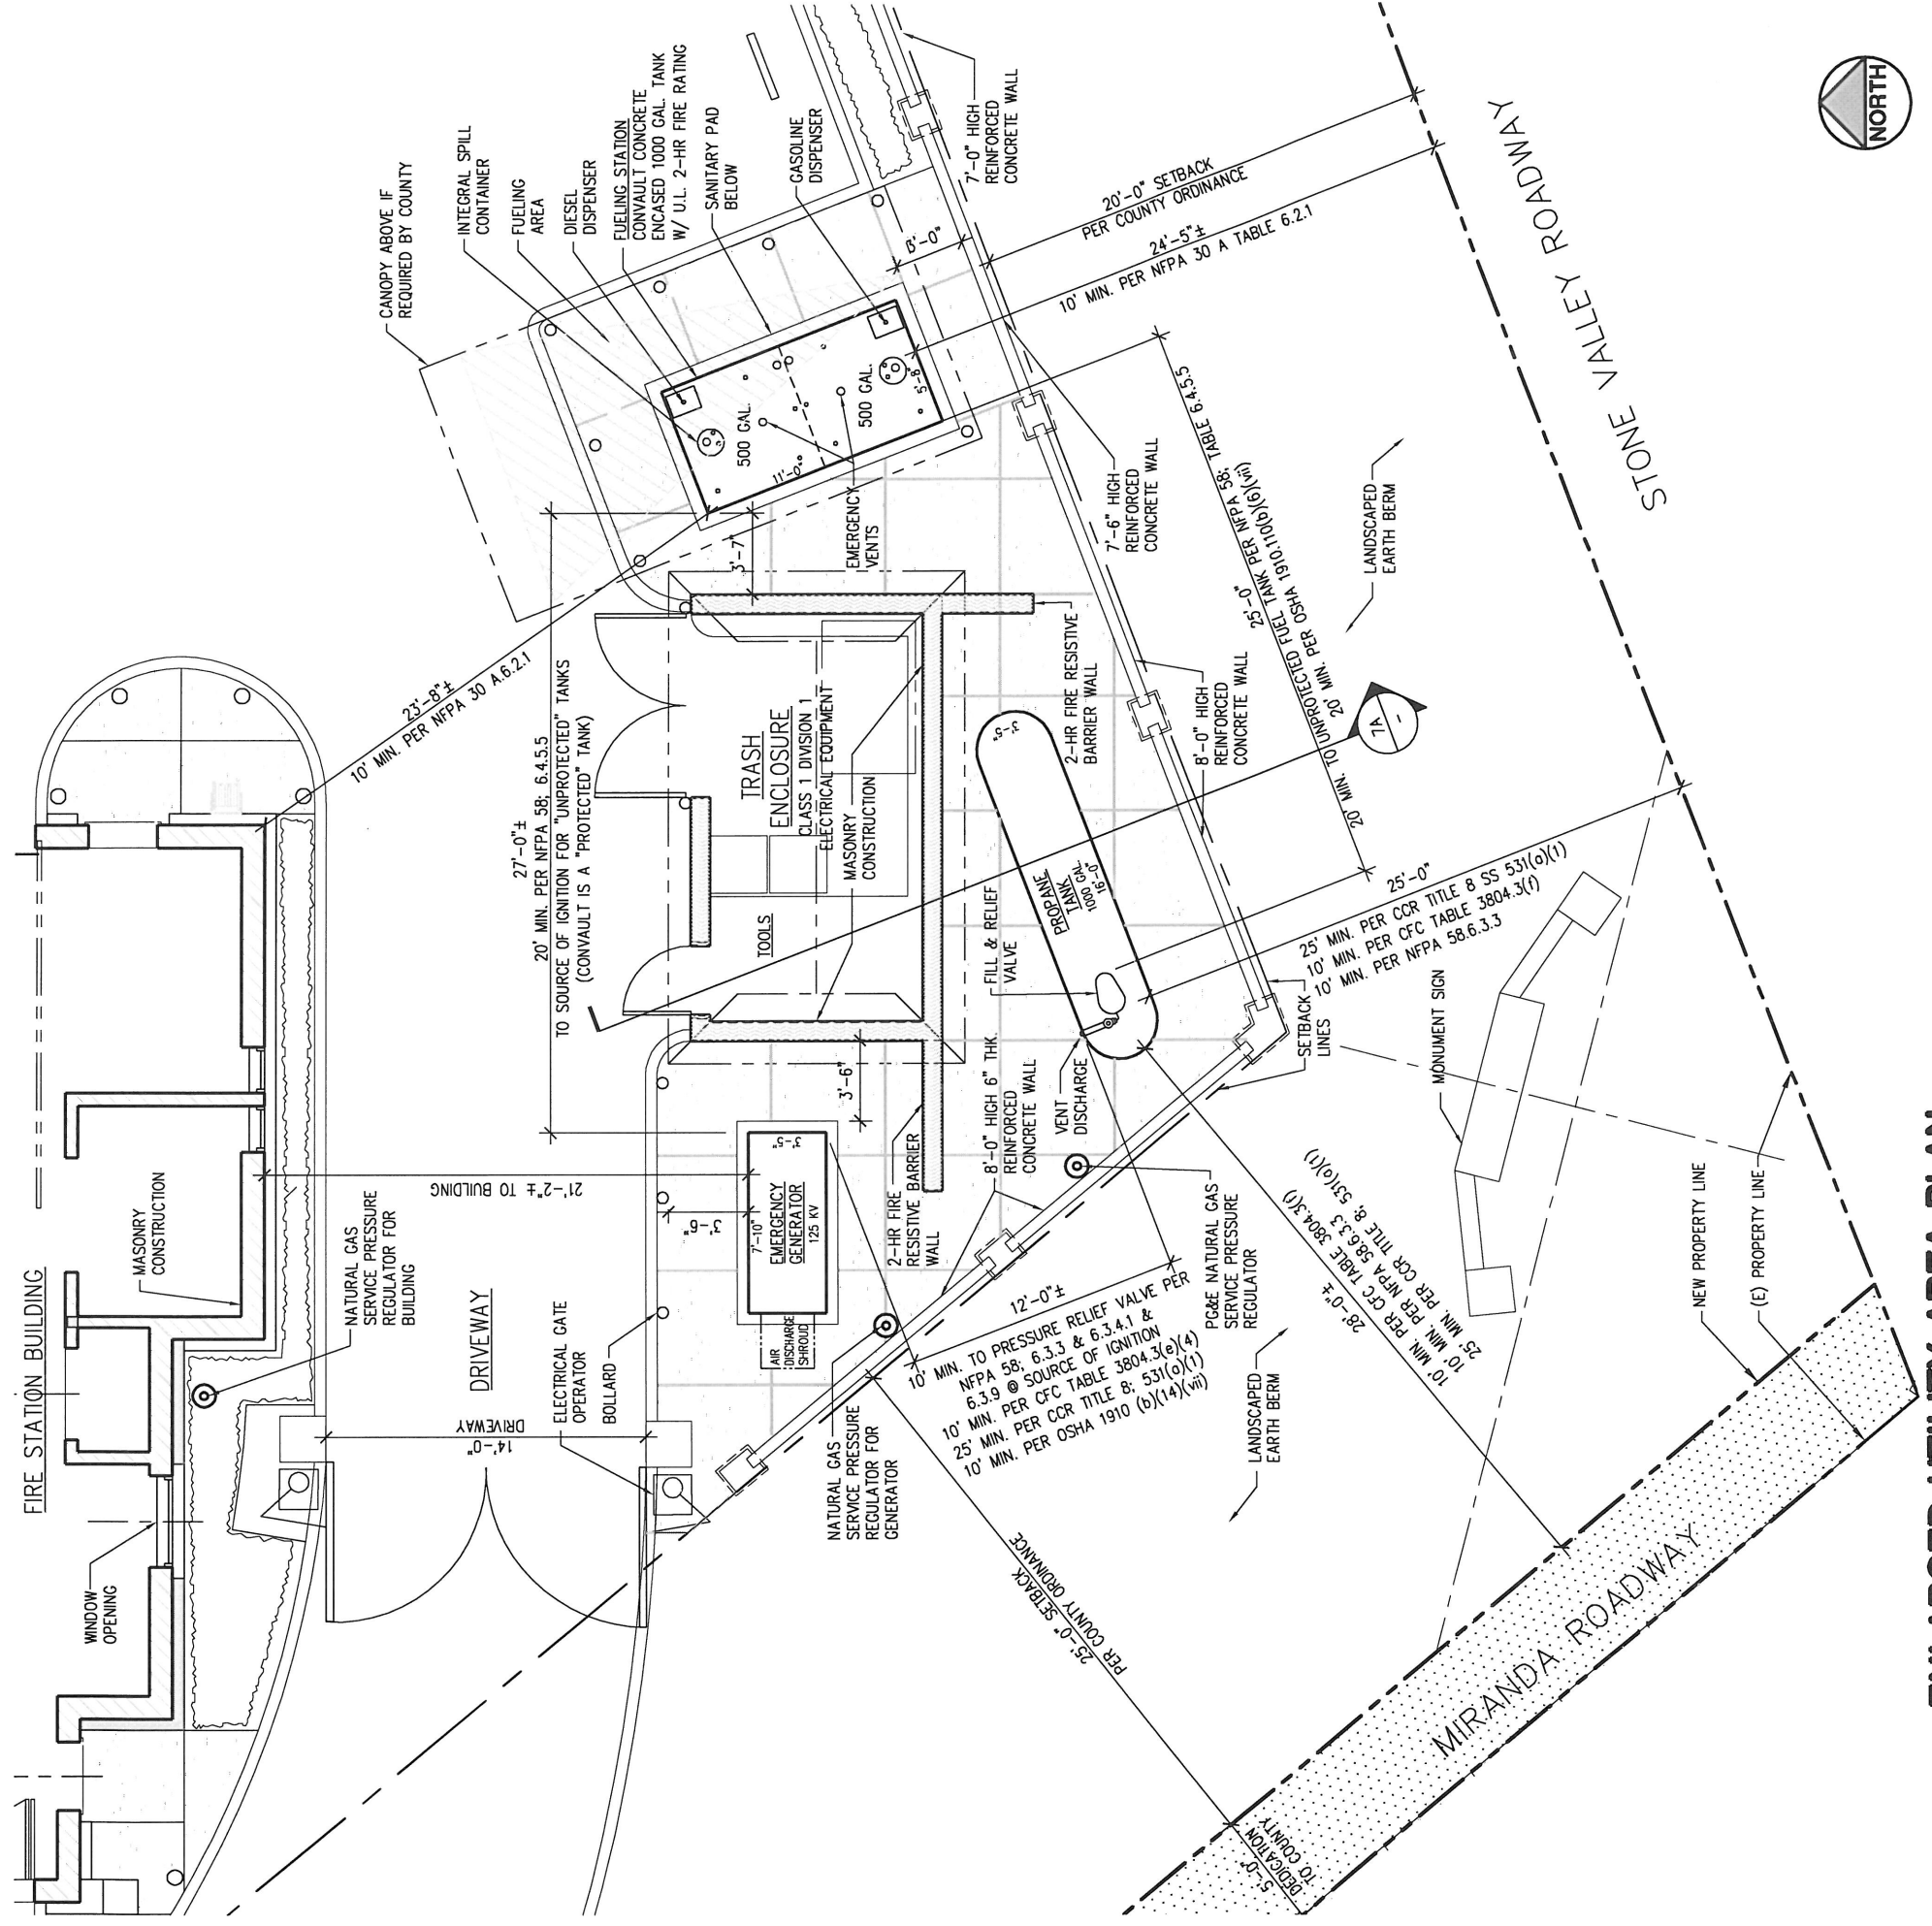 FIRE STATION BUILDING
WINDOW
OPENING
MASONRY
CONSTRUCTION
NATURAL GAS
SERVICE PRESSURE
REGULATOR FOR
BUILDING
DRIVEWAY
14'-0"
DRIVEWAY
ELECTRICAL GATE
OPERATOR
BOLLARD
21'-2"± TO BUILDING
3'-6"
7'-10"
3'-5"
EMERGENCY
GENERATOR
125 KV
AIR
DISCHARGE
SHROUD
3'-6"
NATURAL GAS
SERVICE PRESSURE
REGULATOR FOR
GENERATOR
2-HR FIRE
RESISTIVE BARRIER
WALL
8'-0" HIGH 6" THK.
REINFORCED
CONCRETE WALL
VENT
DISCHARGE
FILL & RELIEF
VALVE
PROPANE
TANK
1000 GAL.
16'-0"
3'-5"
TOOLS
TRASH
ENCLOSURE
CLASS 1 DIVISION 1
ELECTRICAL EQUIPMENT
MASONRY
CONSTRUCTION
27'-0"±
20' MIN. PER NFPA 58; 6.4.5.5
TO SOURCE OF IGNITION FOR "UNPROTECTED" TANKS
(CONVAULT IS A "PROTECTED" TANK)
23'-8"±
10' MIN. PER NFPA 30 A.6.2.1
3'-7"
CANOPY ABOVE IF
REQUIRED BY COUNTY
INTEGRAL SPILL
CONTAINER
FUELING
AREA
DIESEL
DISPENSER
FUELING STATION
CONVAULT CONCRETE
ENCASED 1000 GAL. TANK
W/ U.L. 2-HR FIRE RATING
SANITARY PAD
BELOW
GASOLINE
DISPENSER
500 GAL.
500 GAL.
11'-0"
5'-8"
EMERGENCY
VENTS
7'-0" HIGH
REINFORCED
CONCRETE WALL
20'-0" SETBACK
PER COUNTY ORDINANCE
24'-5"±
10' MIN. PER NFPA 30 A TABLE 6.2.1
7'-6" HIGH
REINFORCED
CONCRETE WALL
2-HR FIRE RESISTIVE
BARRIER WALL
8'-0" HIGH
REINFORCED
CONCRETE WALL
25'-0"
20' MIN. TO UNPROTECTED FUEL TANK PER NFPA 58; TABLE 6.4.5.5
20' MIN. PER OSHA 1910.110(b)(6)(vii)
7A
-
LANDSCAPED
EARTH BERM
25'-0"
25' MIN. PER CCR TITLE 8 SS 531(a)(1)
10' MIN. PER CFC TABLE 3804.3(f)
10' MIN. PER NFPA 58.6.3.3
SETBACK
LINES
MONUMENT SIGN
12'-0"±
10' MIN. TO PRESSURE RELIEF VALVE PER
NFPA 58; 6.3.3 & 6.3.4.1 &
6.3.9 @ SOURCE OF IGNITION
10' MIN. PER CFC TABLE 3804.3(e)(4)
25' MIN. PER CCR TITLE 8; 531(a)(1)
10' MIN. PER OSHA 1910 (b)(14)(vii)
PG&E NATURAL GAS
SERVICE PRESSURE
REGULATOR
28'-0"±
10' MIN. PER CFC TABLE 3804.3(f)
10' MIN. PER NFPA 58.6.3.3
25' MIN. PER CCR TITLE 8; 531(a)(1)
25'-0" SETBACK
PER COUNTY ORDINANCE
LANDSCAPED
EARTH BERM
NEW PROPERTY LINE
(E) PROPERTY LINE
5'-0"
DEDICATION
TO COUNTY
MIRANDA ROADWAY
STONE VALLEY ROADWAY
NORTH